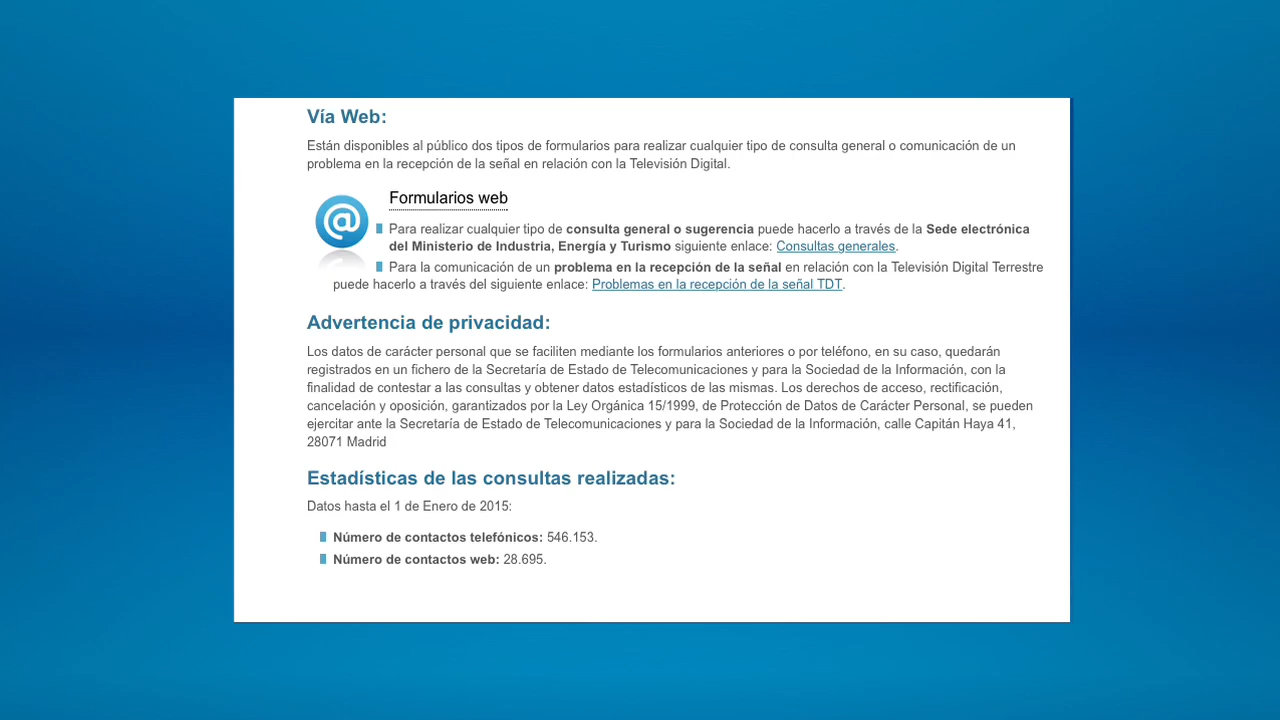 Vía Web:
Están disponibles al público dos tipos de formularios para realizar cualquier tipo de consulta general o comunicación de un
problema en la recepción de la señal en relación con la Televisión Digital.
Formularios web
Para realizar cualquier tipo de consulta general o sugerencia puede hacerlo a través de la Sede electrónica
del Ministerio de Industria, Energía y Turismo siguiente enlace: Consultas generales.
Para la comunicación de un problema en la recepción de la señal en relación con la Televisión Digital Terrestre
puede hacerlo a través del siguiente enlace: Problemas en la recepción de la señal TDT.
Advertencia de privacidad:
Los datos de carácter personal que se faciliten mediante los formularios anteriores o por teléfono, en su caso, quedarán
registrados en un fichero de la Secretaría de Estado de Telecomunicaciones y para la Sociedad de la Información, con la
finalidad de contestar a las consultas y obtener datos estadísticos de las mismas. Los derechos de acceso, rectificación,
cancelación y oposición, garantizados por la Ley Orgánica 15/1999, de Protección de Datos de Carácter Personal, se pueden
ejercitar ante la Secretaría de Estado de Telecomunicaciones y para la Sociedad de la Información, calle Capitán Haya 41,
28071 Madrid
Estadísticas de las consultas realizadas:
Datos hasta el 1 de Enero de 2015:
Número de contactos telefónicos: 546.153.
Número de contactos web: 28.695.